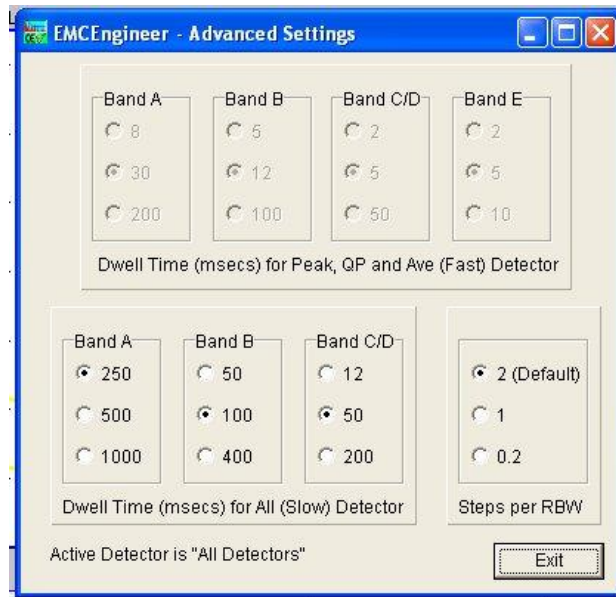 EMCEngineer - Advanced Settings
Band A Band B Band C/D Band E
8 5 2 2
30 12 5 5
200 100 50 10
Dwell Time (msecs) for Peak, QP and Ave (Fast) Detector
Band A Band B Band C/D
250 50 12 2 (Default)
500 100 50 1
1000 400 200 0.2
Dwell Time (msecs) for All (Slow) Detector Steps per RBW
Active Detector is "All Detectors" Exit